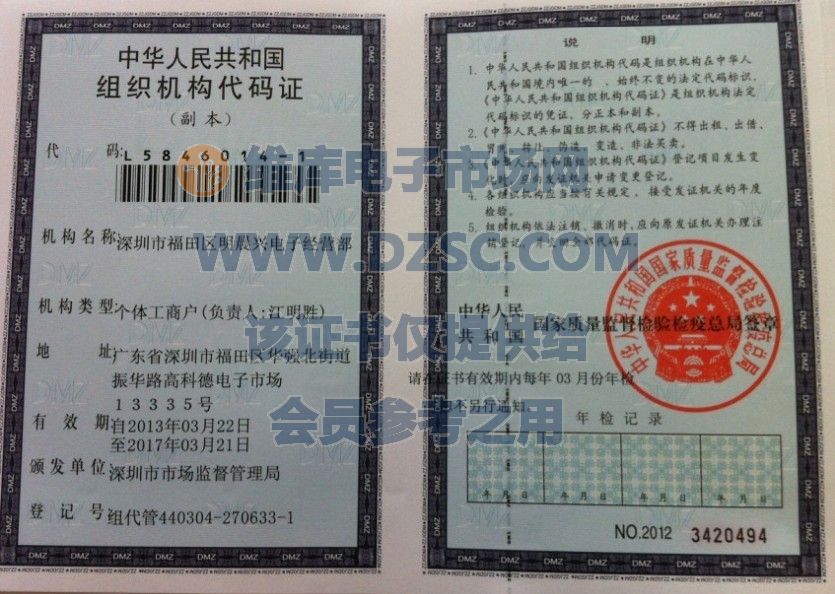 中华人民共和国
组织机构代码证
（副本）
代 码: L5846014-1
机构名称: 深圳市福田区明晨兴电子经营部
机构类型: 个体工商户(负责人:江明胜)
地 址: 广东省深圳市福田区华强北街道
振华路高科德电子市场
13335号
有 效 期: 自2013年03月22日
至2017年03月21日
颁发单位: 深圳市市场监督管理局
登 记 号: 组代管440304-270633-1
说 明
1. 中华人民共和国组织机构代码是组织机构在中华人
民共和国境内唯一的、始终不变的法定代码标识，
《中华人民共和国组织机构代码证》是组织机构法定
代码标识的凭证，分正本和副本。
2.《中华人民共和国组织机构代码证》不得出租、出借、
转让、伪造、变造、非法买卖。
3.《中华人民共和国组织机构代码证》登记项目发生变
发证机关申请变更登记。
4. 各组织机构应当按有关规定，接受发证机关的年度
检验。
5. 组织机构依法注销、撤消时，应向原发证机关办理注
销登记，并交回全部代码证。
中华人民
共和国 国家质量监督检验检疫总局签章
中华人民共和国国家质量监督检验检疫总局
请在证书有效期内每年 03 月份年检
不另行通知。
年检记录
年 月 日 年 月 日 年 月 日 年 月 日
NO.2012 3420494
维库电子市场网
WWW.DZSC.COM
该证书仅提供给
会员参考之用
DMZ